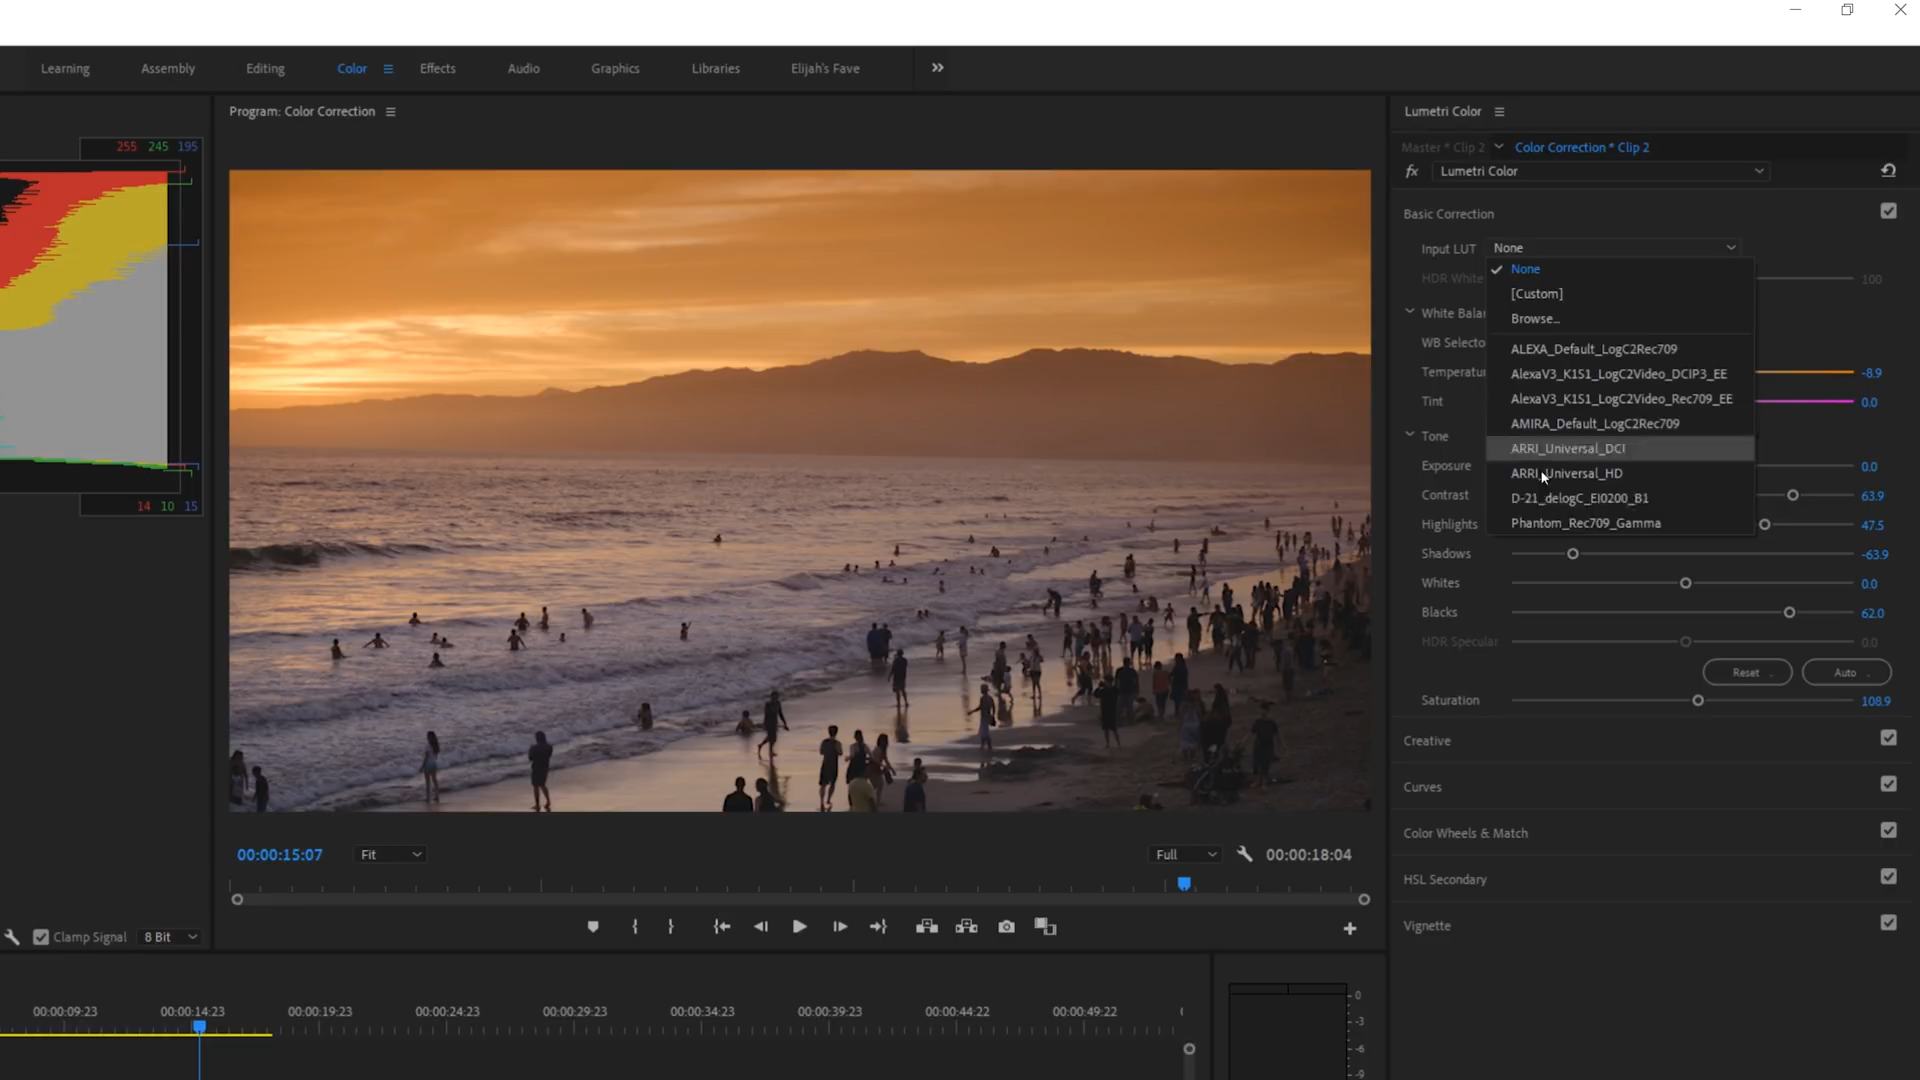 Learning Assembly Editing Color Effects Audio Graphics Libraries Elijah's Fave
Program: Color Correction
Lumetri Color
255 245 195
14 10 15
Master * Clip 2 Color Correction * Clip 2
fx Lumetri Color
Basic Correction
Input LUT None
HDR White 100
None
[Custom]
Browse...
ALEXA_Default_LogC2Rec709
AlexaV3_K1S1_LogC2Video_DCIP3_EE
AlexaV3_K1S1_LogC2Video_Rec709_EE
AMIRA_Default_LogC2Rec709
ARRI_Universal_DCI
ARRI_Universal_HD
D-21_delogC_EI0200_B1
Phantom_Rec709_Gamma
White Balan
WB Selecto
Temperatu -8.9
Tint 0.0
Tone
Exposure 0.0
Contrast 63.9
Highlights 47.5
Shadows -63.9
Whites 0.0
Blacks 62.0
HDR Specular 0.0
Reset Auto
Saturation 108.9
Creative
Curves
Color Wheels & Match
HSL Secondary
Vignette
00:00:15:07 Fit Full 00:00:18:04
Clamp Signal 8 Bit
00:00:09:23 00:00:14:23 00:00:19:23 00:00:24:23 00:00:29:23 00:00:34:23 00:00:39:23 00:00:44:22 00:00:49:22
0
-3
-6
-9